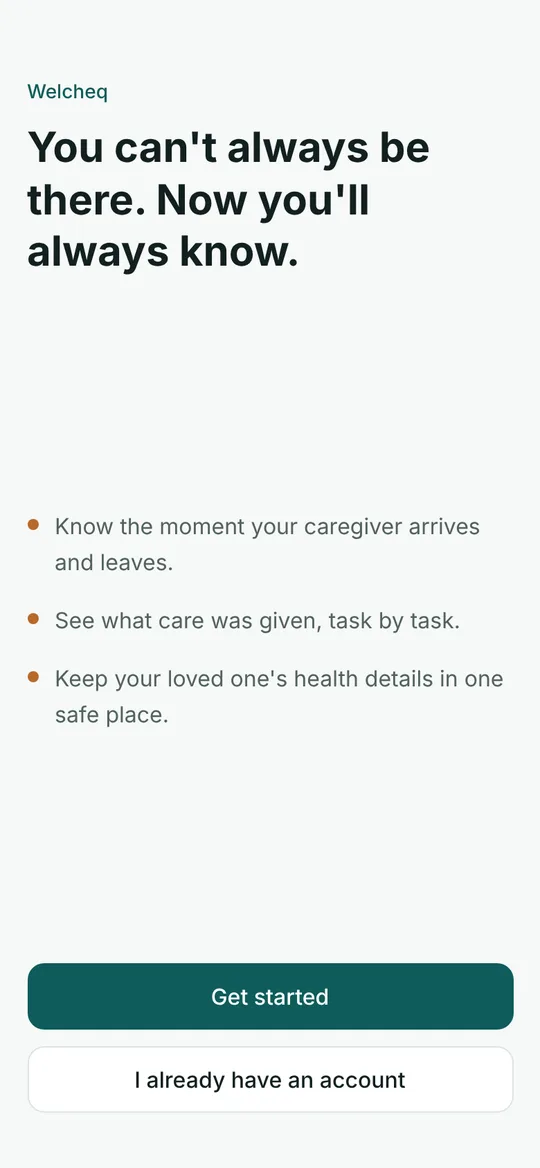 Welcheq
You can't always be
there. Now you'll
always know.
Know the moment your caregiver arrives
and leaves.
See what care was given, task by task.
Keep your loved one's health details in one
safe place.
Get started
I already have an account